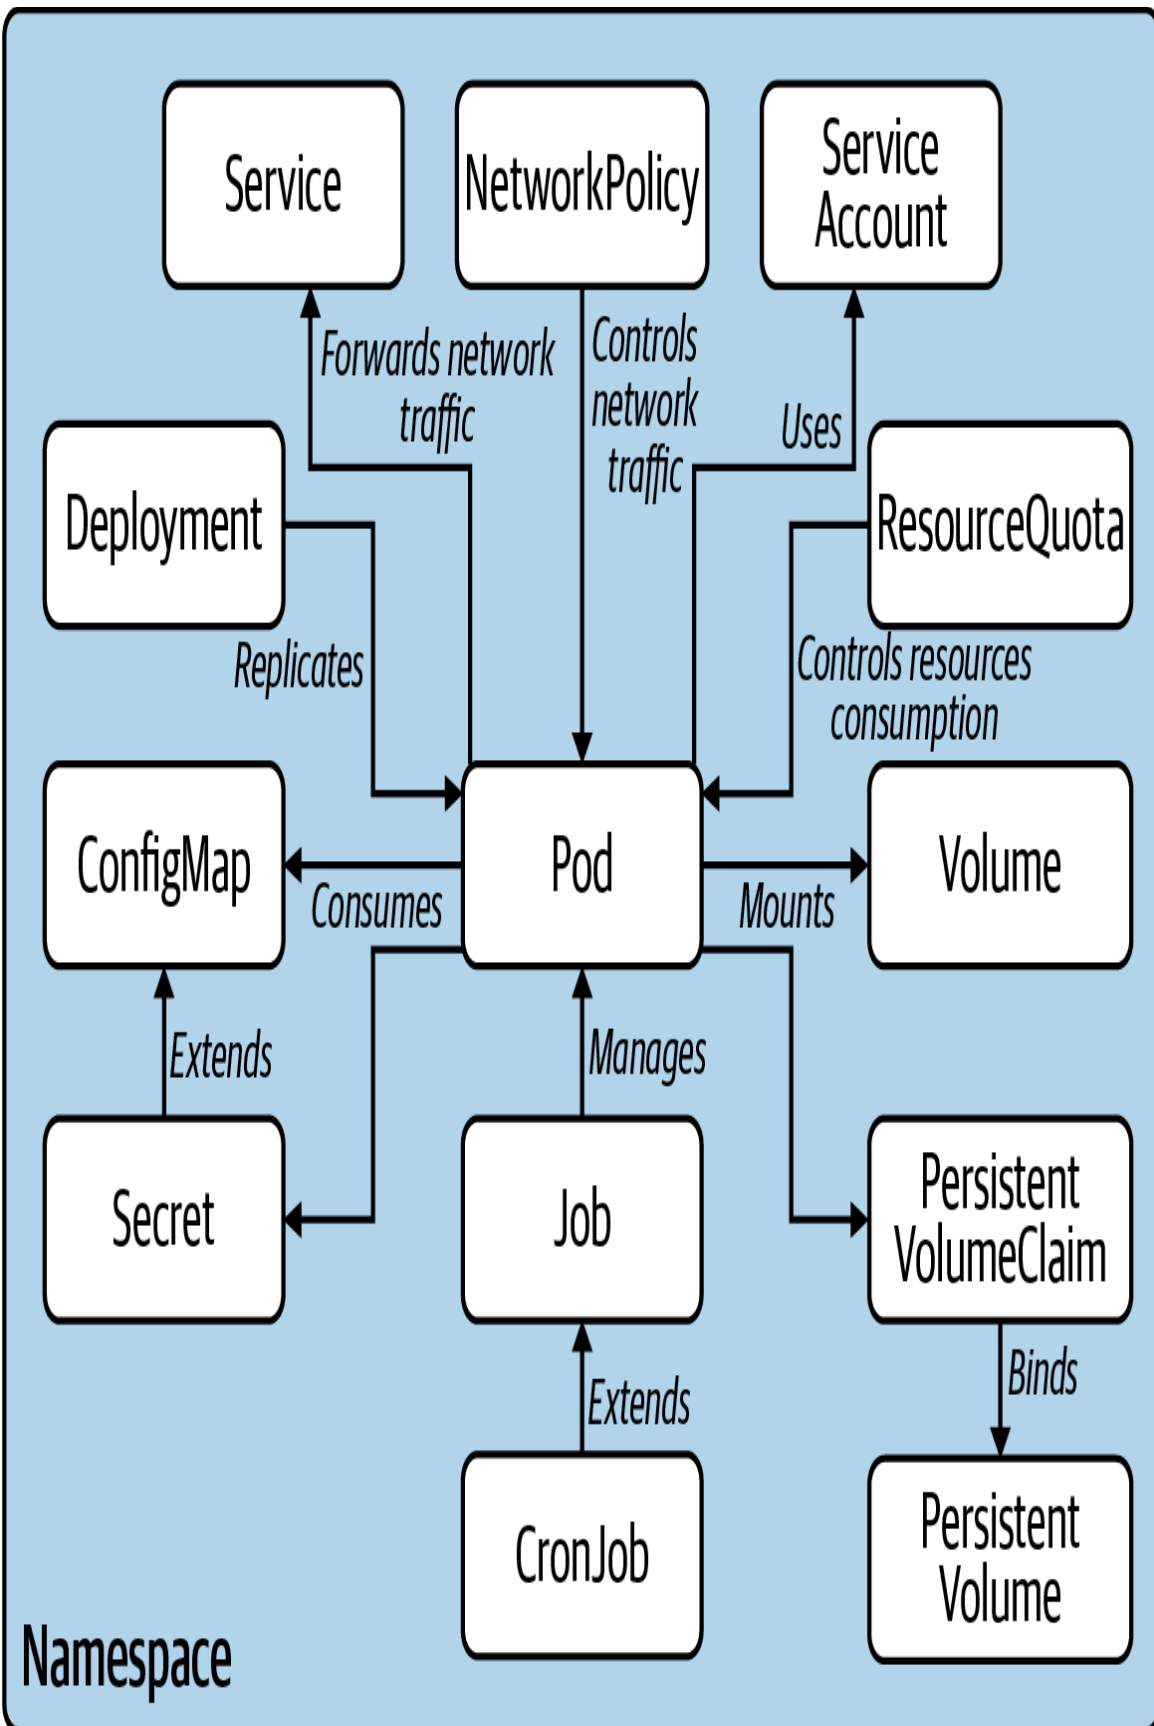 Service
NetworkPolicy
Service
Account
Forwards network
traffic
Controls
network
traffic
Uses
Deployment
ResourceQuota
Replicates
Controls resources
consumption
ConfigMap
Pod
Volume
Consumes
Mounts
Extends
Manages
Secret
Job
Persistent
VolumeClaim
Extends
Binds
CronJob
Persistent
Volume
Namespace